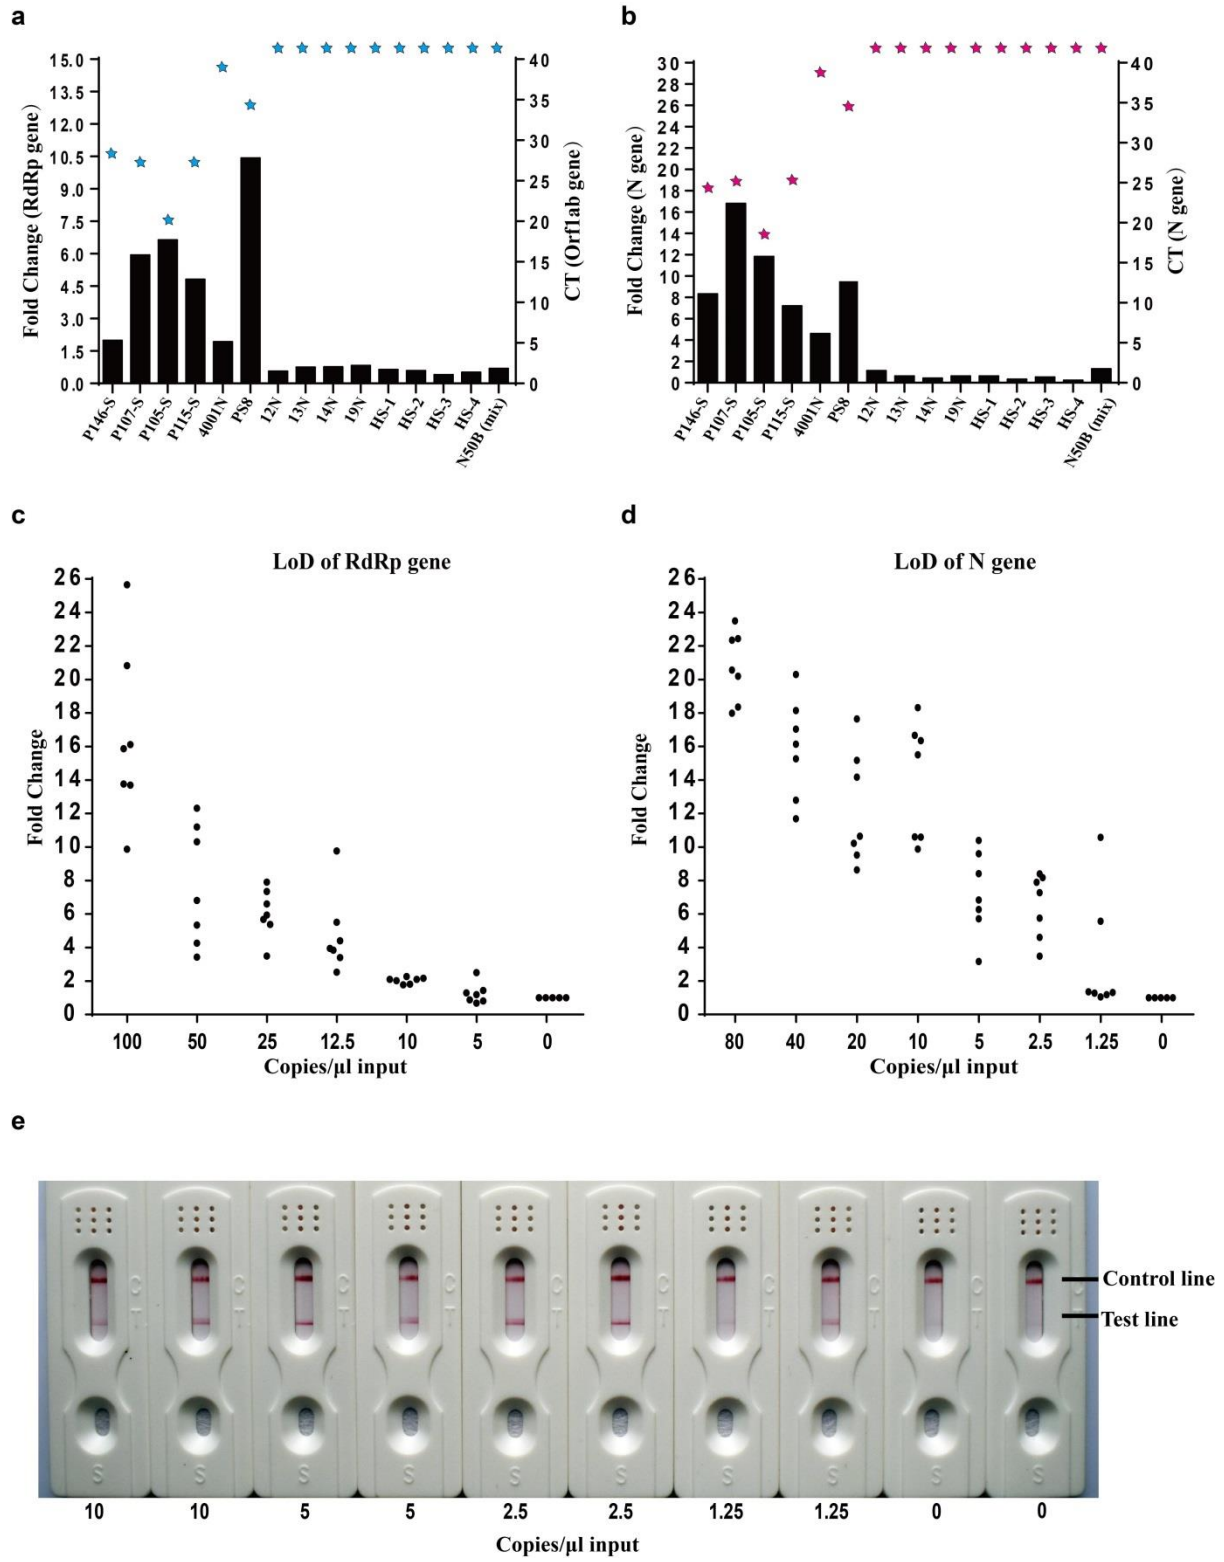 a
15.0
13.5
12.0
10.5
9.0
7.5
6.0
4.5
3.0
1.5
0.0
Fold Change (RdRp gene)
40
35
30
25
20
15
10
5
0
CT (Orf1ab gene)
P146-S
P107-S
P105-S
P115-S
4001N
PS8
12N
13N
14N
19N
HS-1
HS-2
HS-3
HS-4
N50B (mix)
b
30
28
26
24
22
20
18
16
14
12
10
8
6
4
2
0
Fold Change (N gene)
40
35
30
25
20
15
10
5
0
CT (N gene)
P146-S
P107-S
P105-S
P115-S
4001N
PS8
12N
13N
14N
19N
HS-1
HS-2
HS-3
HS-4
N50B (mix)
c
LoD of RdRp gene
26
24
22
20
18
16
14
12
10
8
6
4
2
0
Fold Change
100 50 25 12.5 10 5 0
Copies/μl input
d
LoD of N gene
26
24
22
20
18
16
14
12
10
8
6
4
2
0
Fold Change
80 40 20 10 5 2.5 1.25 0
Copies/μl input
e
C C C C C C C C C C
T T T T T T T T T T
Control line
Test line
S S S S S S S S S S
10 10 5 5 2.5 2.5 1.25 1.25 0 0
Copies/μl input